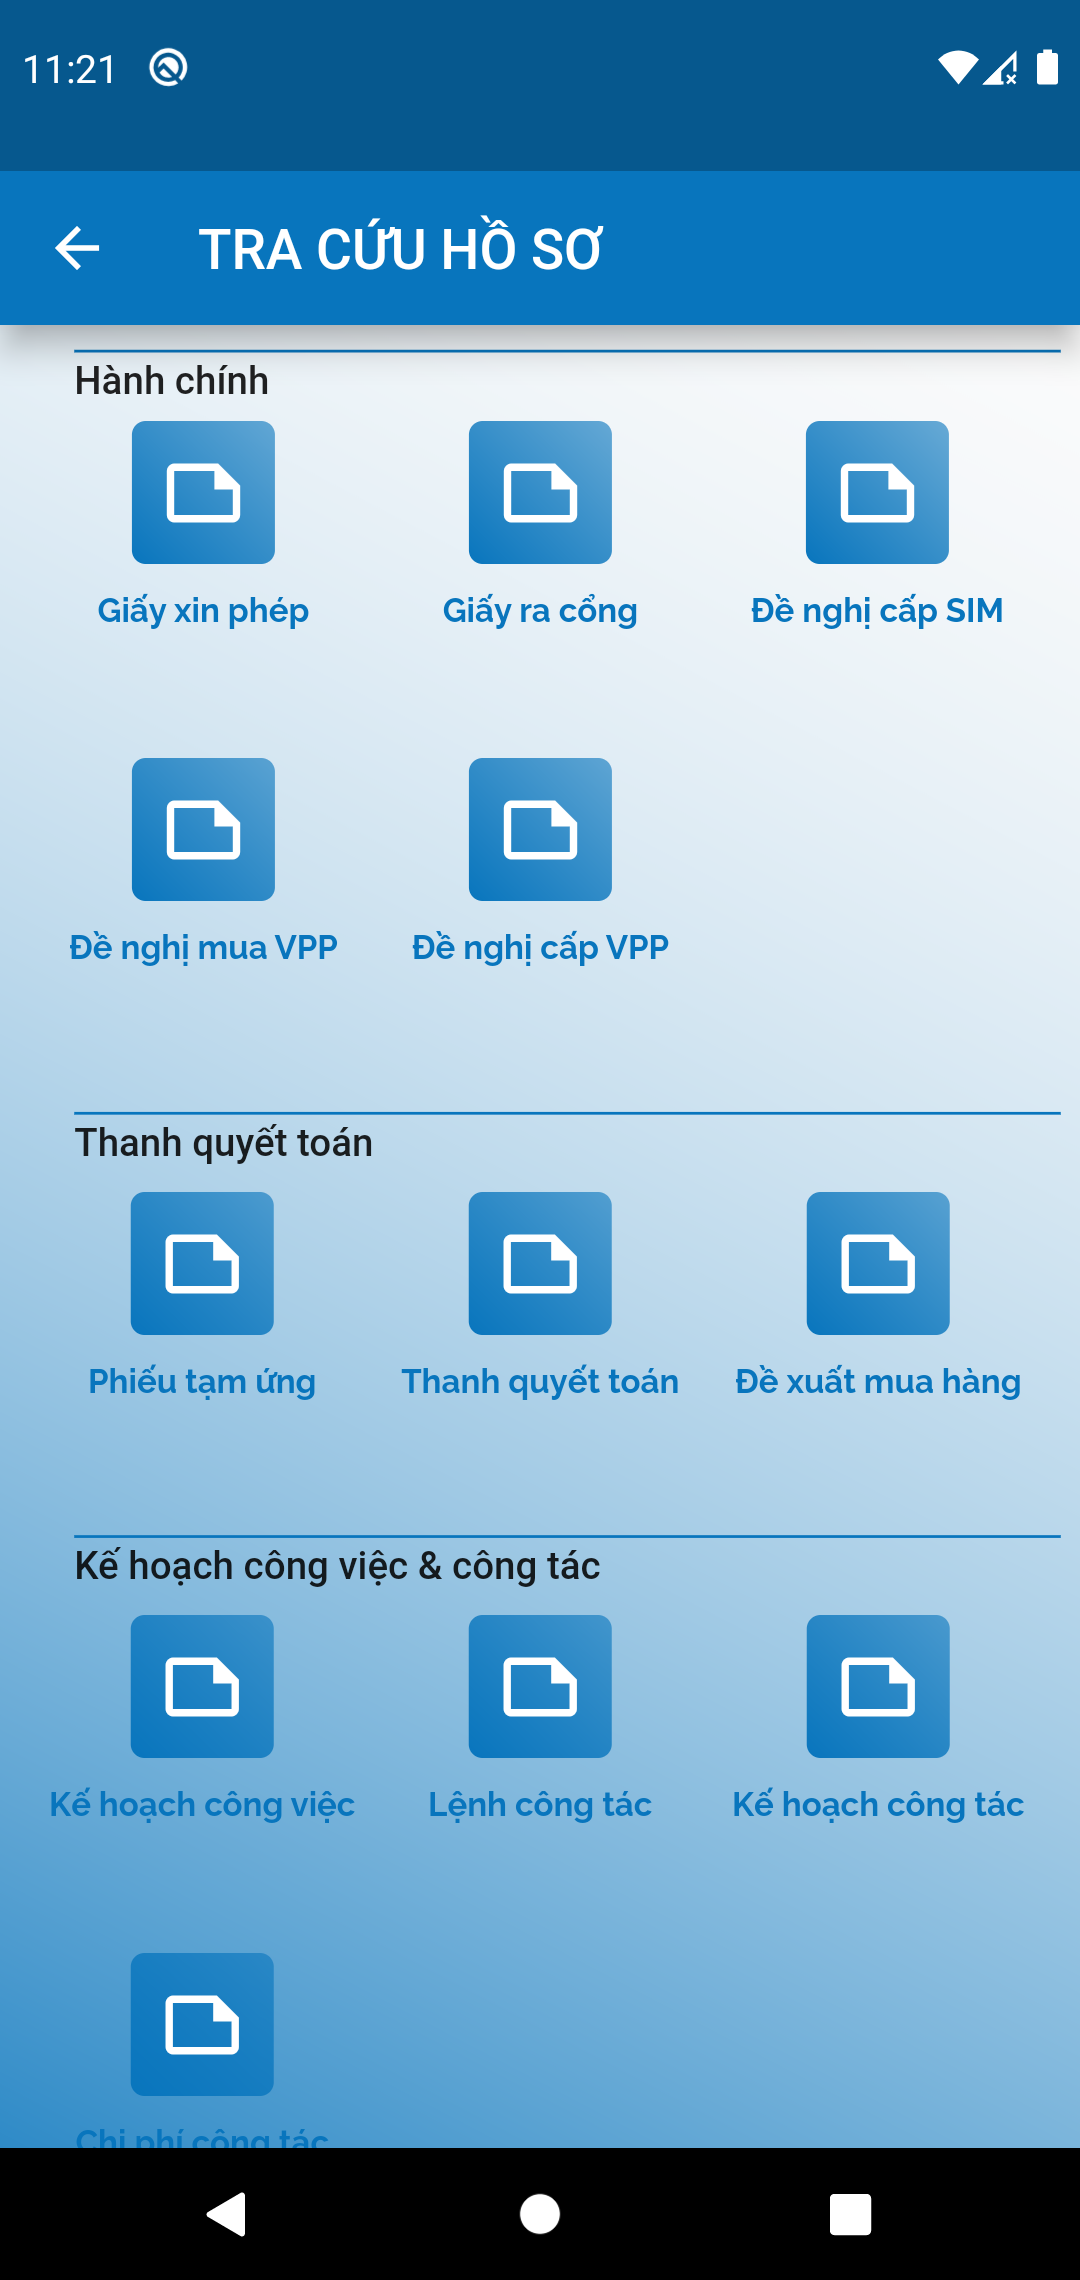 11:21
TRA CỨU HỒ SƠ
Hành chính
Giấy xin phép
Giấy ra cổng
Đề nghị cấp SIM
Đề nghị mua VPP
Đề nghị cấp VPP
Thanh quyết toán
Phiếu tạm ứng
Thanh quyết toán
Đề xuất mua hàng
Kế hoạch công việc & công tác
Kế hoạch công việc
Lệnh công tác
Kế hoạch công tác
Chi phí công tác